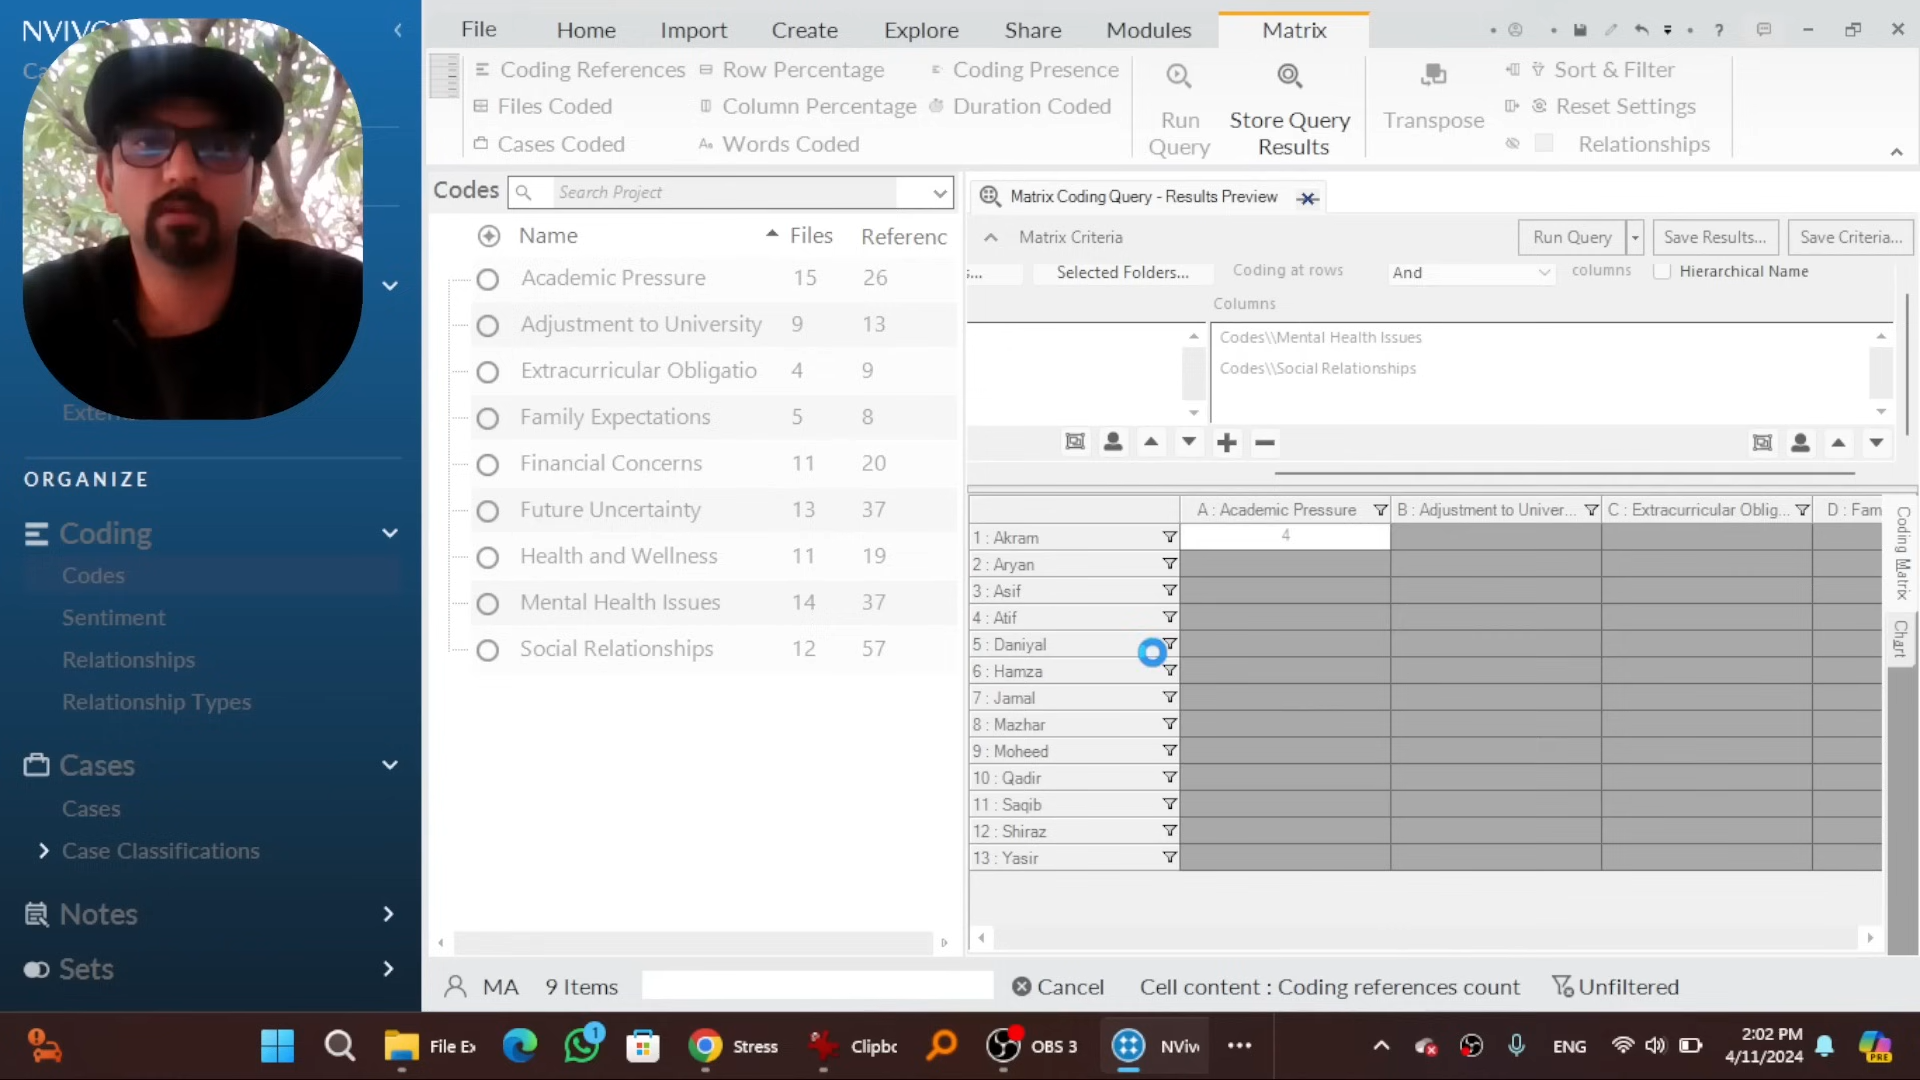 NVIVO
File Home Import Create Explore Share Modules Matrix
Coding References Row Percentage Coding Presence
Files Coded Column Percentage Duration Coded
Cases Coded Words Coded
Run Query
Store Query Results
Transpose
Sort & Filter
Reset Settings
Relationships
Codes Search Project
Name Files Referenc
Academic Pressure 15 26
Adjustment to University 9 13
Extracurricular Obligatio 4 9
Family Expectations 5 8
Financial Concerns 11 20
Future Uncertainty 13 37
Health and Wellness 11 19
Mental Health Issues 14 37
Social Relationships 12 57
Matrix Coding Query - Results Preview
Matrix Criteria Run Query Save Results... Save Criteria...
s... Selected Folders... Coding at rows And columns Hierarchical Name
Columns
Codes\\Mental Health Issues
Codes\\Social Relationships
A : Academic Pressure B : Adjustment to Univer... C : Extracurricular Oblig... D : Fam
1 : Akram 4
2 : Aryan
3 : Asif
4 : Atif
5 : Daniyal
6 : Hamza
7 : Jamal
8 : Mazhar
9 : Moheed
10 : Qadir
11 : Saqib
12 : Shiraz
13 : Yasir
Coding Matrix
Chart
Ca
Exter
ORGANIZE
Coding
Codes
Sentiment
Relationships
Relationship Types
Cases
Cases
Case Classifications
Notes
Sets
MA 9 Items Cancel Cell content : Coding references count Unfiltered
File Ex 1 Stress Clipbc OBS 3 NViv ENG 2:02 PM
4/11/2024
PRE